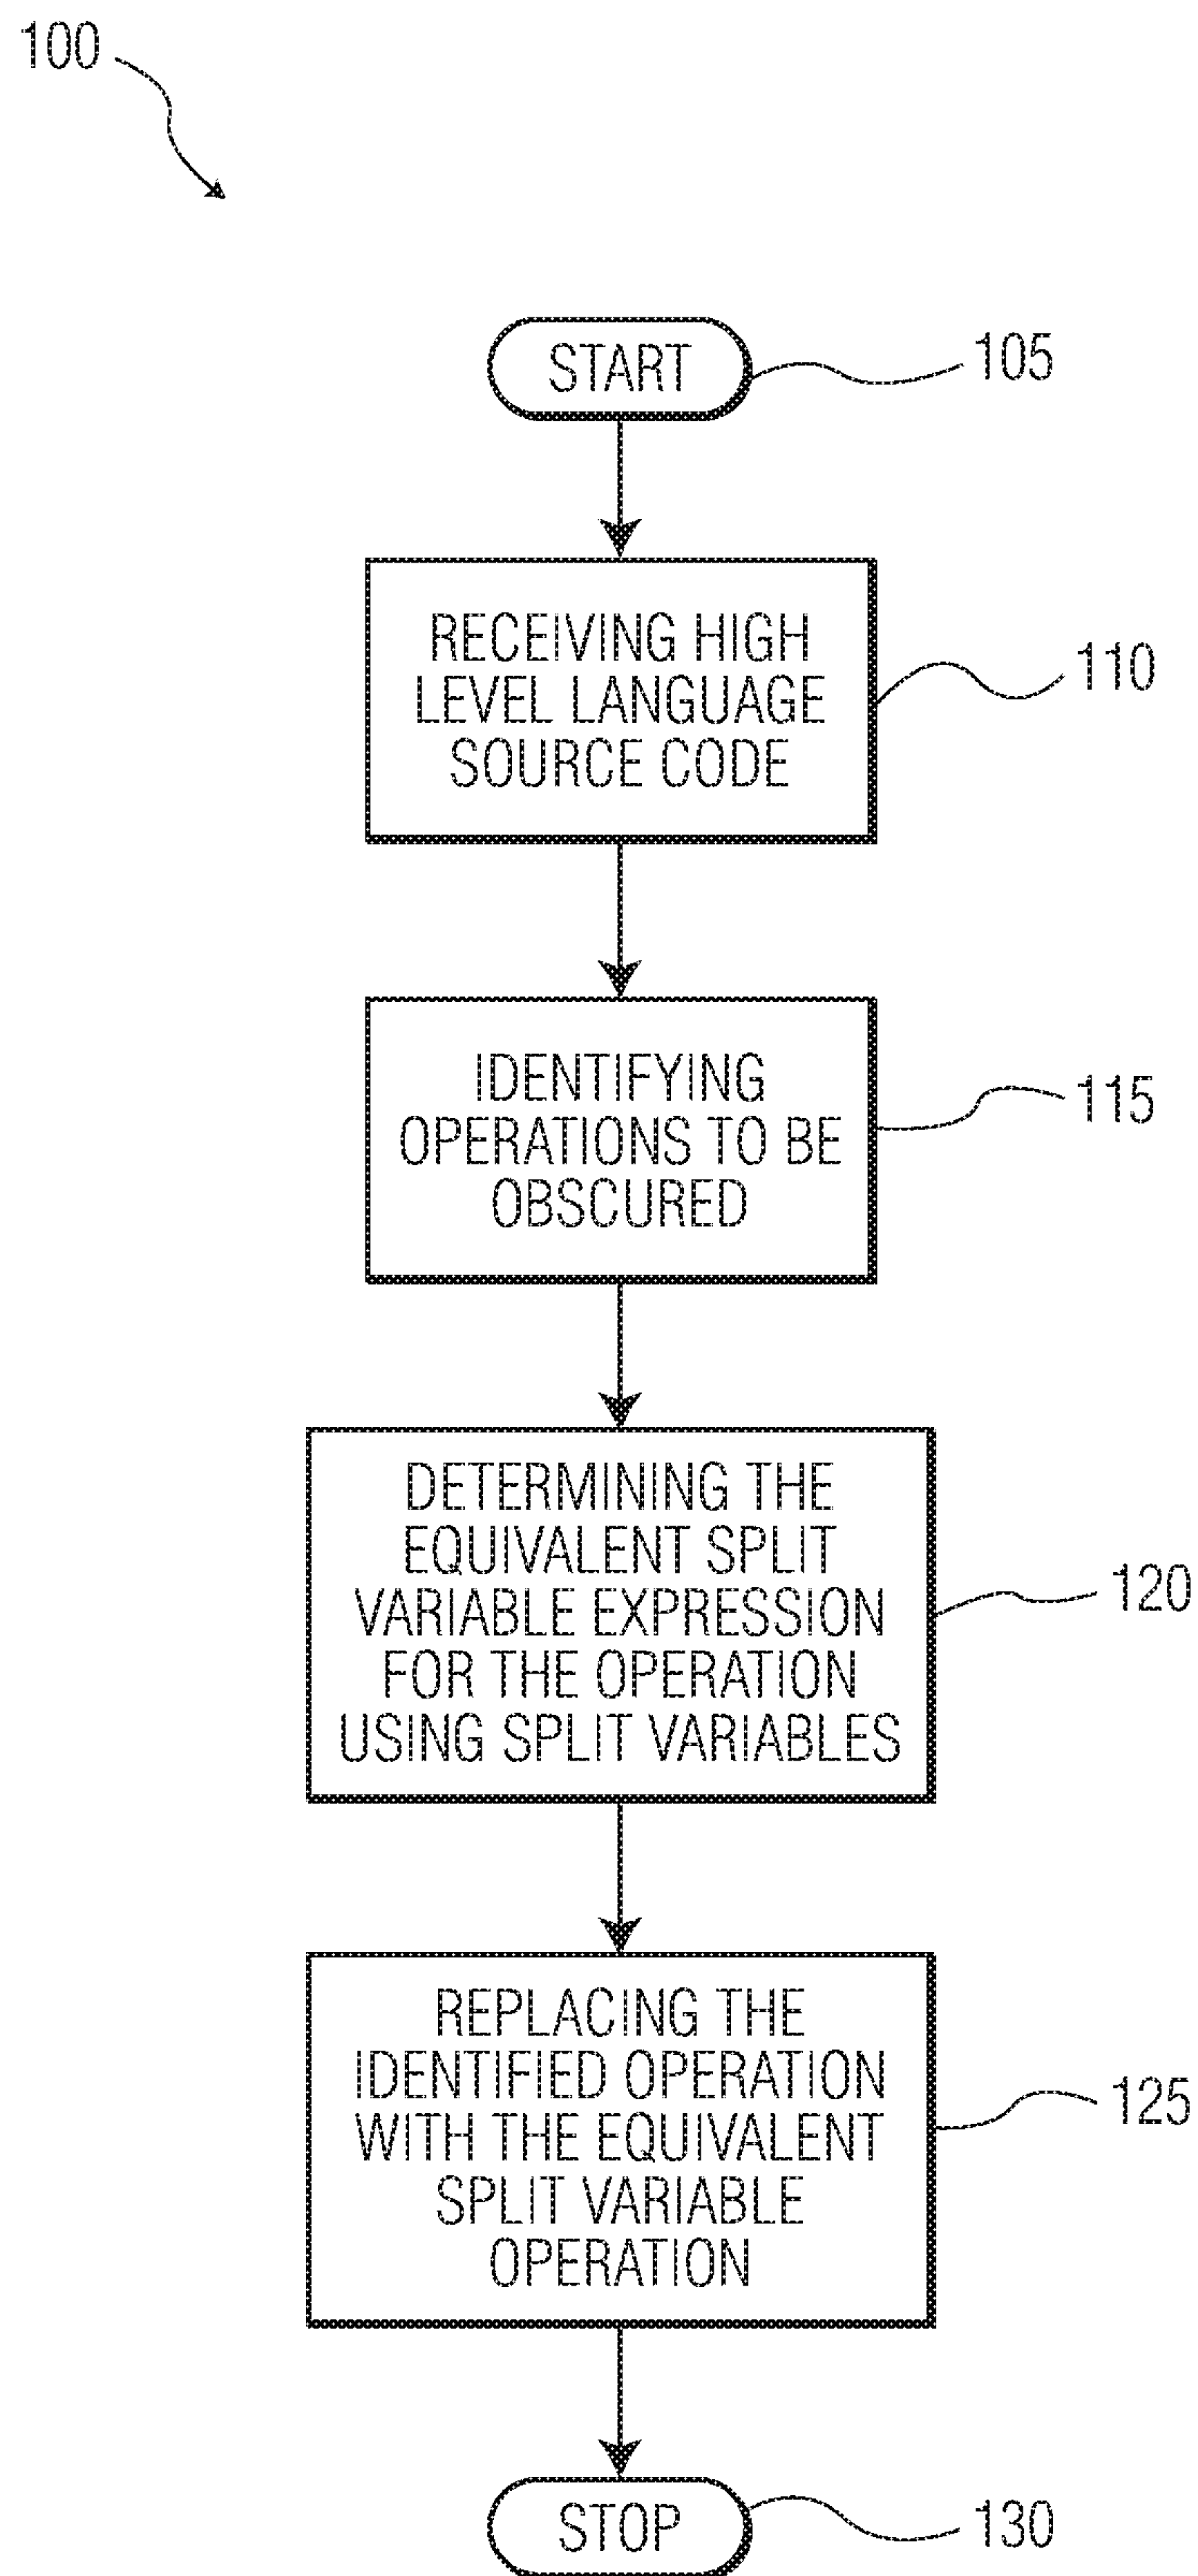 100
START
105
RECEIVING HIGH
LEVEL LANGUAGE
SOURCE CODE
110
IDENTIFYING
OPERATIONS TO BE
OBSCURED
115
DETERMINING THE
EQUIVALENT SPLIT
VARIABLE EXPRESSION
FOR THE OPERATION
USING SPLIT VARIABLES
120
REPLACING THE
IDENTIFIED OPERATION
WITH THE EQUIVALENT
SPLIT VARIABLE
OPERATION
125
STOP
130